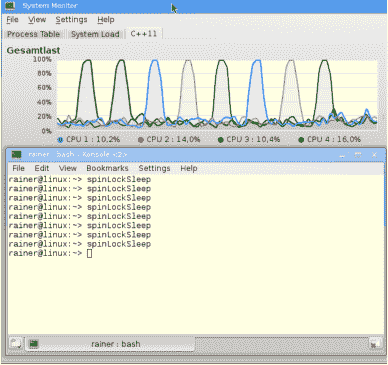 System Monitor
File View Settings Help
Process Table System Load C++11
Gesamtlast
100%
80%
60%
40%
20%
0%
CPU 1 : 10,2% CPU 2 : 14,0% CPU 3 : 10,4% CPU 4 : 16,0%
rainer : bash - Konsole <2>
File Edit View Bookmarks Settings Help
rainer@linux:~> spinLockSleep
rainer@linux:~> spinLockSleep
rainer@linux:~> spinLockSleep
rainer@linux:~> spinLockSleep
rainer@linux:~> spinLockSleep
rainer@linux:~> spinLockSleep
rainer@linux:~> spinLockSleep
rainer@linux:~> spinLockSleep
rainer@linux:~>
rainer : bash